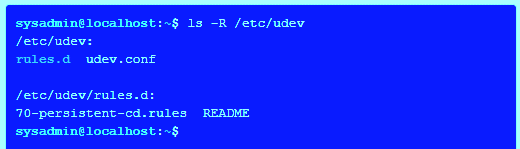 sysadmin@localhost:~$ ls -R /etc/udev
/etc/udev:
rules.d  udev.conf

/etc/udev/rules.d:
70-persistent-cd.rules  README
sysadmin@localhost:~$